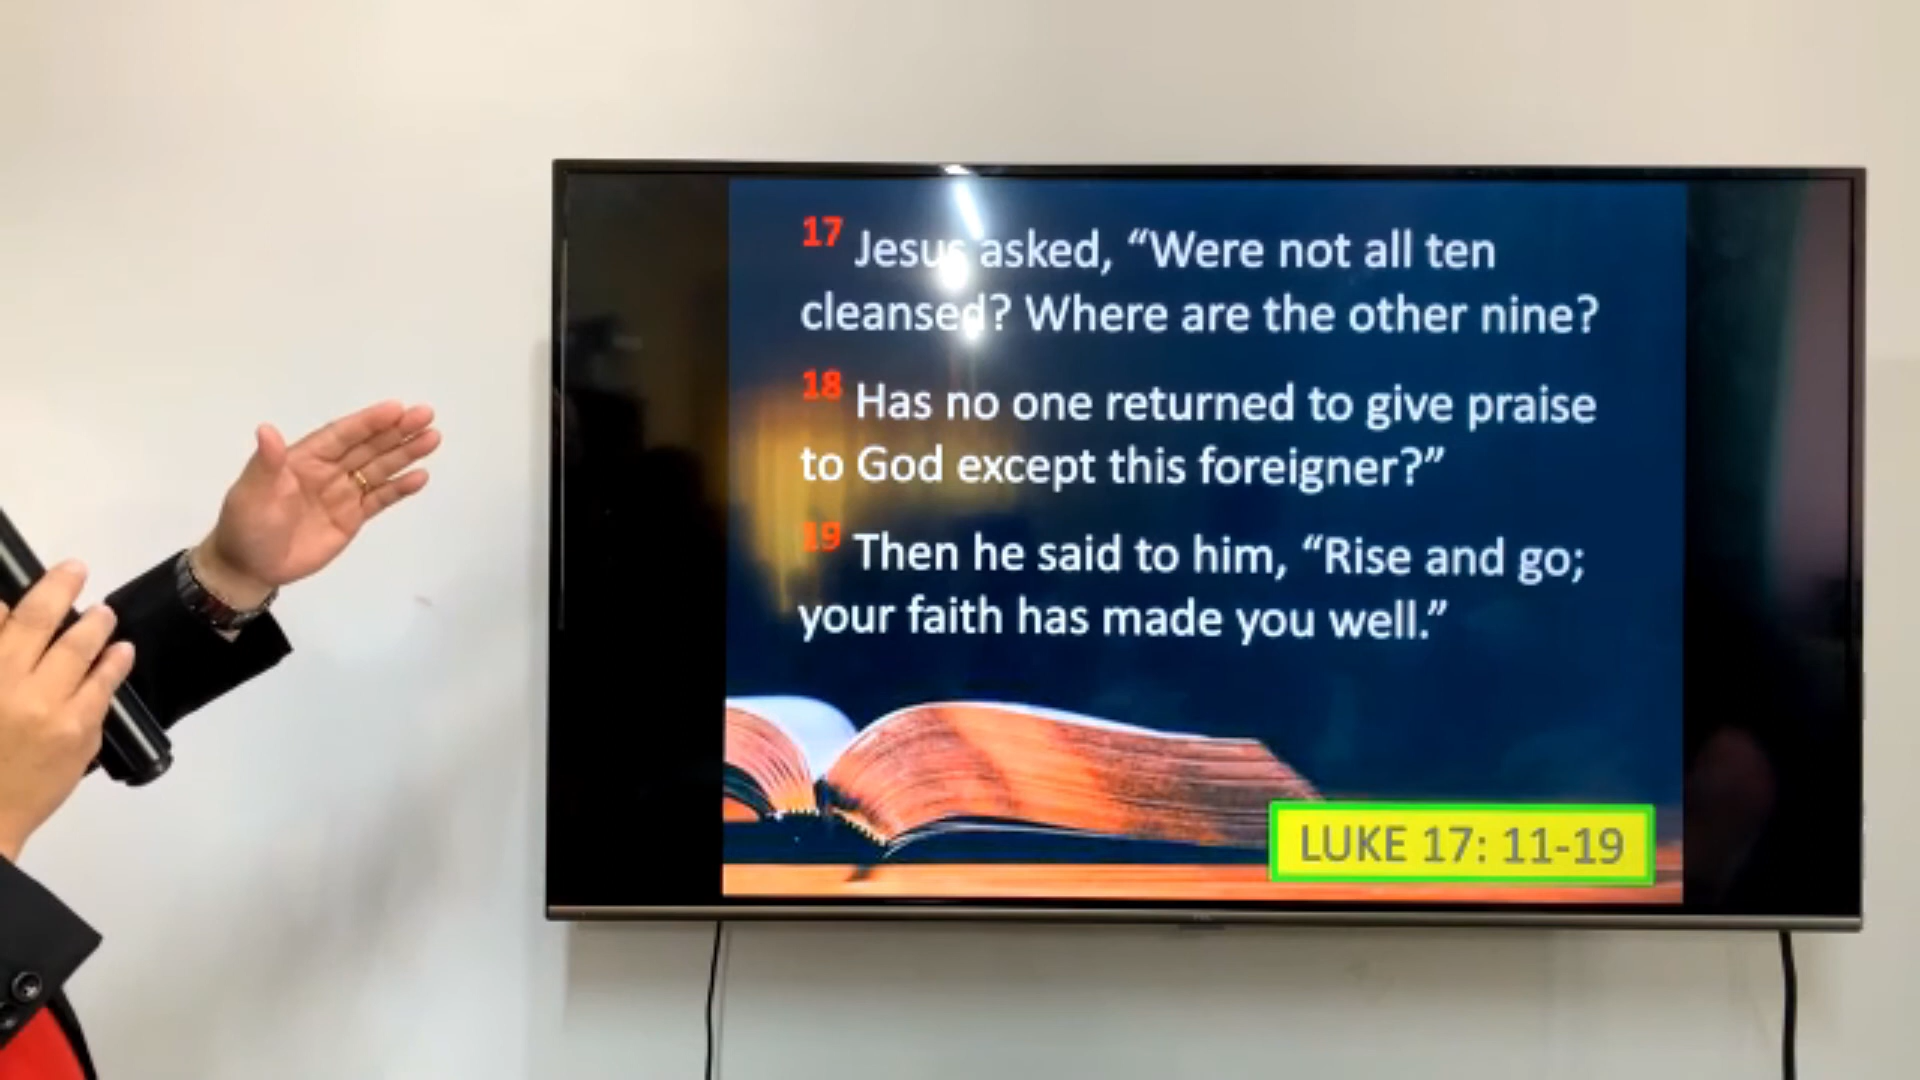 17 Jesus asked, “Were not all ten
cleansed? Where are the other nine?
18 Has no one returned to give praise
to God except this foreigner?”
19 Then he said to him, “Rise and go;
your faith has made you well.”
LUKE 17: 11-19